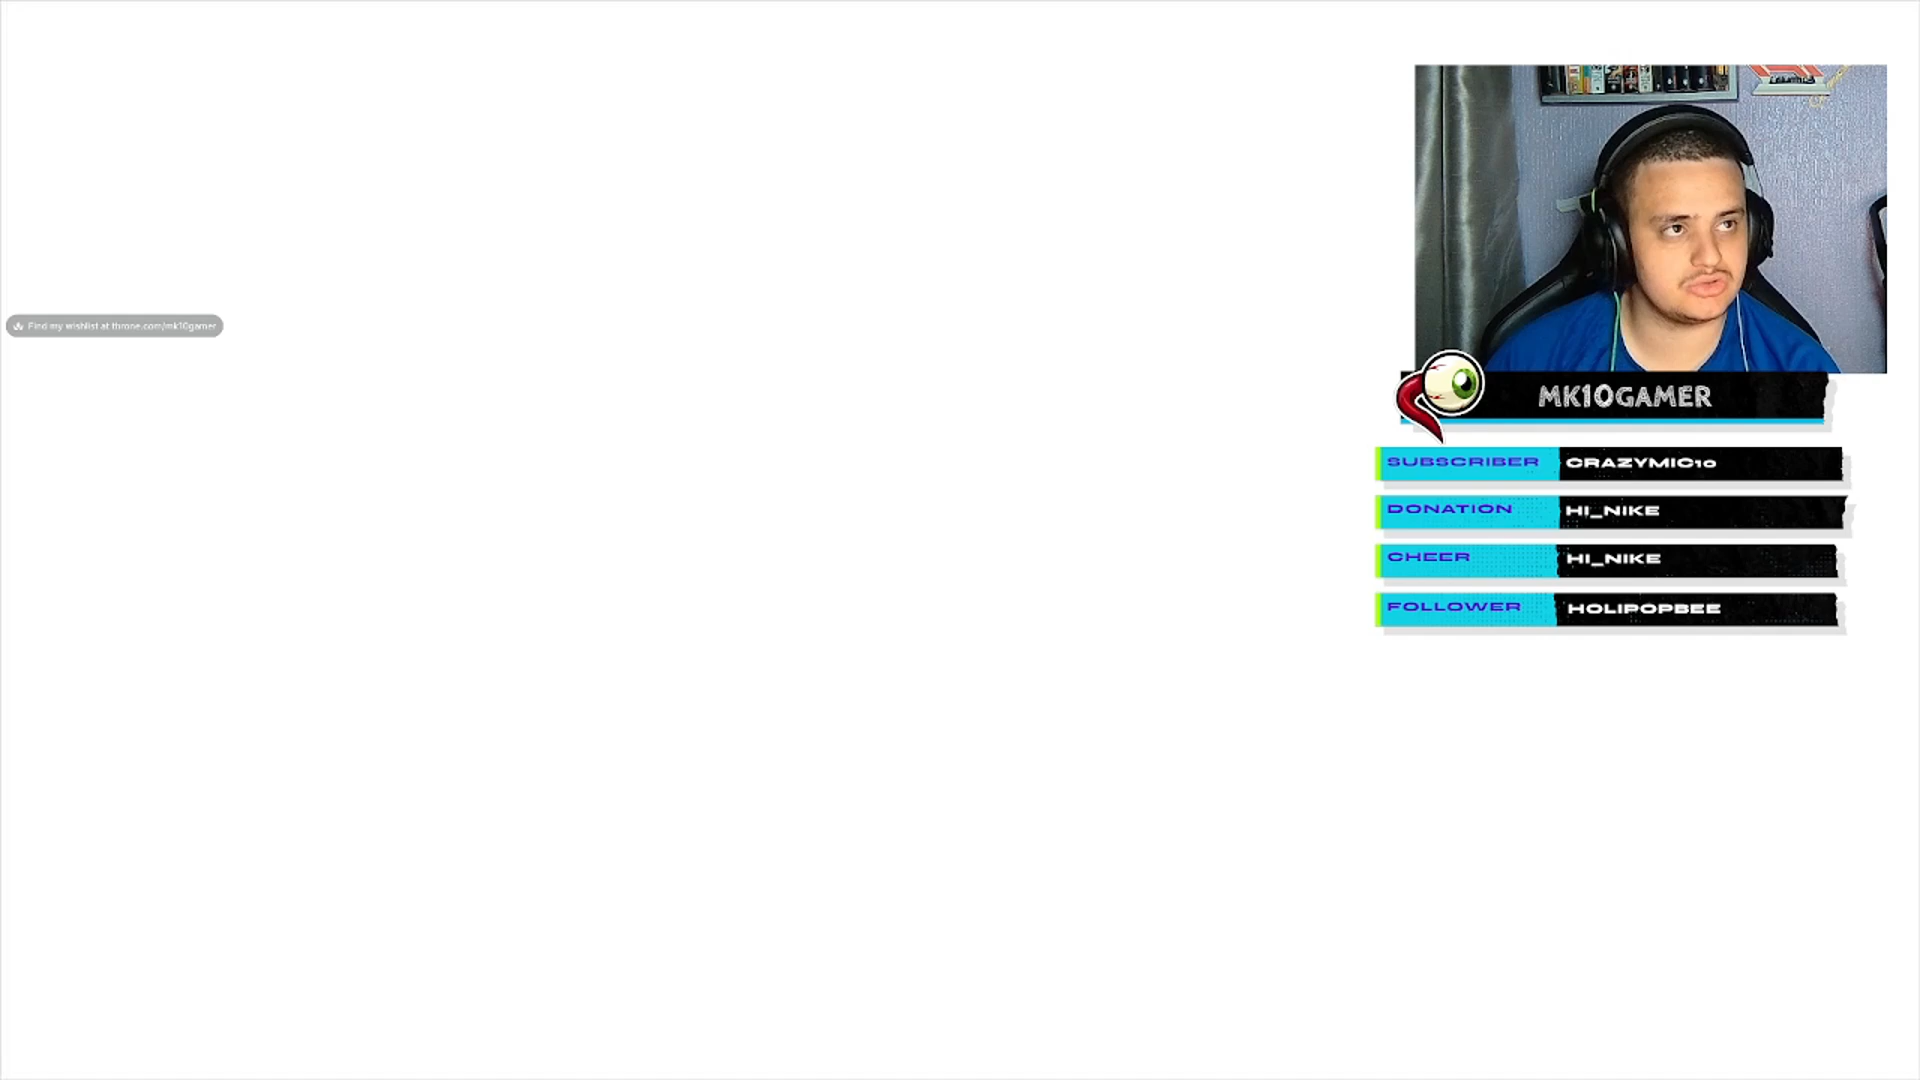 Find my wishlist at throne.com/mk10gamer
MK10GAMER
SUBSCRIBER CRAZYMIC10
DONATION HI_NIKE
CHEER HI_NIKE
FOLLOWER HOLIPOPBEE